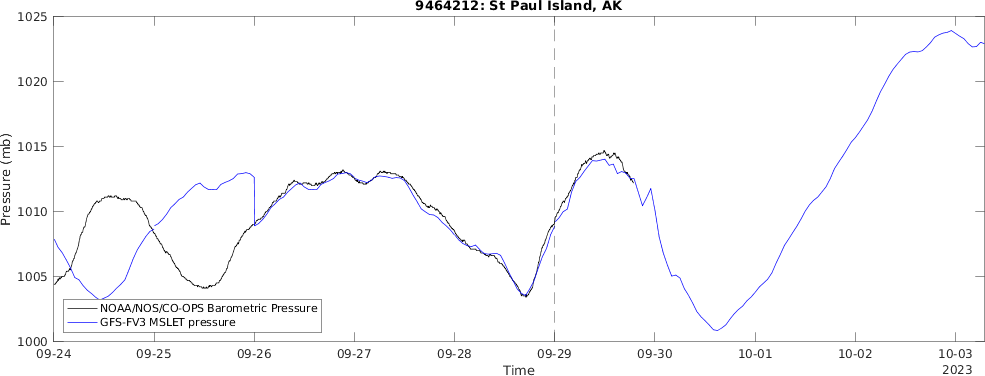 9464212: St Paul Island, AK
Pressure (mb)
1025
1020
1015
1010
1005
1000
NOAA/NOS/CO-OPS Barometric Pressure
GFS-FV3 MSLET pressure
09-24 09-25 09-26 09-27 09-28 09-29 09-30 10-01 10-02 10-03
Time 2023